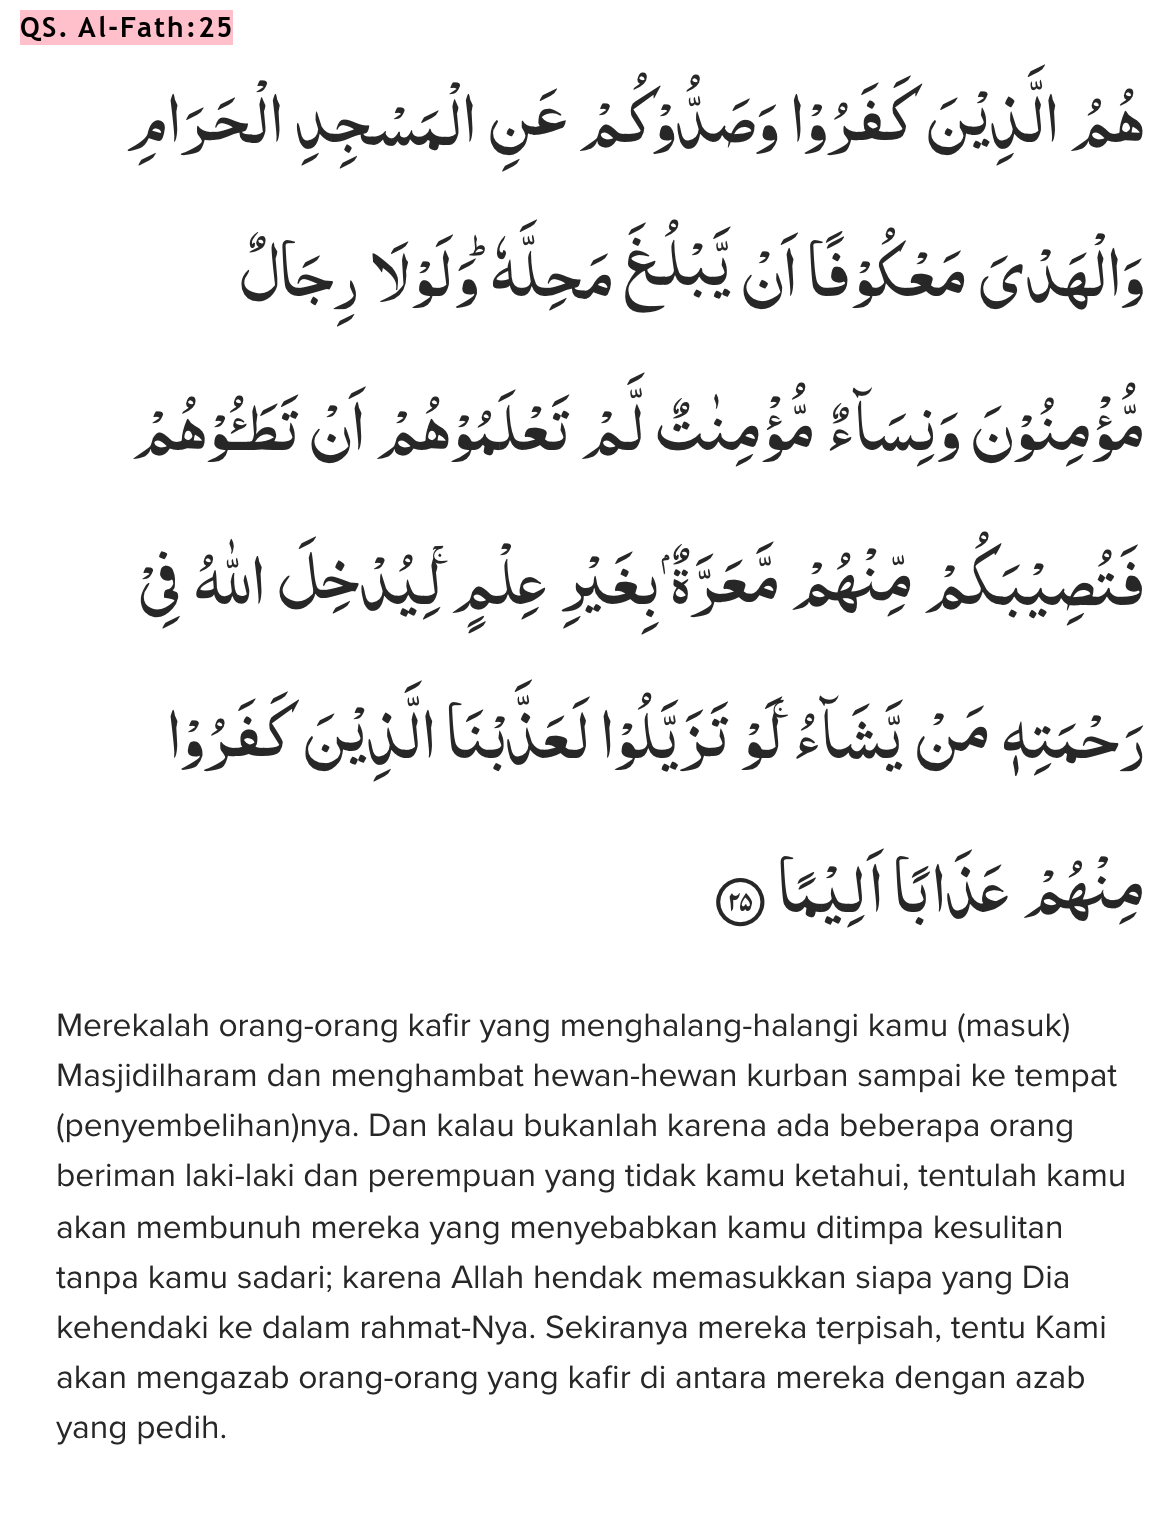 QS. Al-Fath:25
هُمُ الَّذِيْنَ كَفَرُوْا وَصَدُّوْكُمْ عَنِ الْمَسْجِدِ الْحَرَامِ
وَالْهَدْيَ مَعْكُوْفًا اَنْ يَّبْلُغَ مَحِلَّهٗ ۗوَلَوْلَا رِجَالٌ
مُّؤْمِنُوْنَ وَنِسَاۤءٌ مُّؤْمِنٰتٌ لَّمْ تَعْلَمُوْهُمْ اَنْ تَطَـُٔوْهُمْ
فَتُصِيْبَكُمْ مِّنْهُمْ مَّعَرَّةٌ ۢبِغَيْرِ عِلْمٍ ۚ لِيُدْخِلَ اللّٰهُ فِيْ
رَحْمَتِهٖ مَنْ يَّشَاۤءُ ۚ لَوْ تَزَيَّلُوْا لَعَذَّبْنَا الَّذِيْنَ كَفَرُوْا
مِنْهُمْ عَذَابًا اَلِيْمًا ۝٢٥
Merekalah orang-orang kafir yang menghalang-halangi kamu (masuk)
Masjidilharam dan menghambat hewan-hewan kurban sampai ke tempat
(penyembelihan)nya. Dan kalau bukanlah karena ada beberapa orang
beriman laki-laki dan perempuan yang tidak kamu ketahui, tentulah kamu
akan membunuh mereka yang menyebabkan kamu ditimpa kesulitan
tanpa kamu sadari; karena Allah hendak memasukkan siapa yang Dia
kehendaki ke dalam rahmat-Nya. Sekiranya mereka terpisah, tentu Kami
akan mengazab orang-orang yang kafir di antara mereka dengan azab
yang pedih.